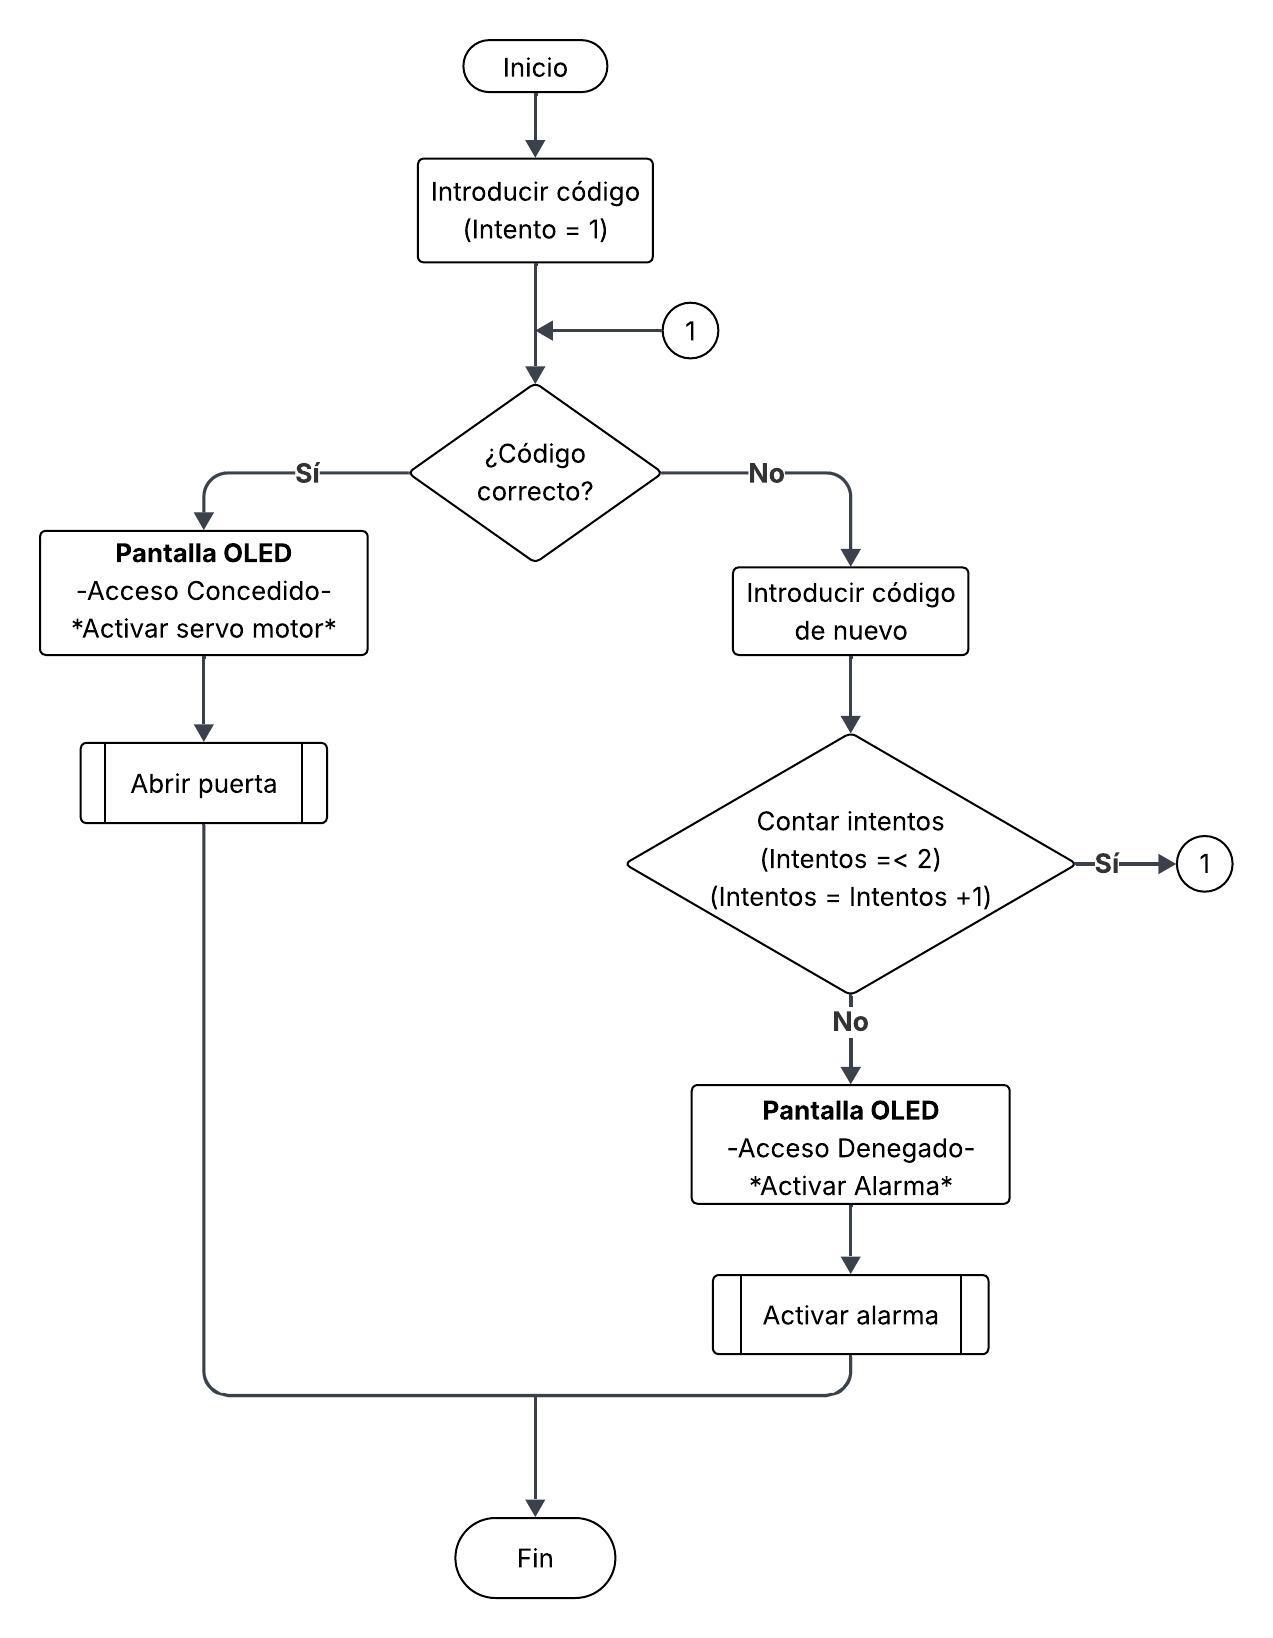 Inicio
Introducir código
(Intento = 1)
1
¿Código
correcto?
Sí
No
Pantalla OLED
-Acceso Concedido-
*Activar servo motor*
Introducir código
de nuevo
Abrir puerta
Contar intentos
(Intentos =< 2)
(Intentos = Intentos +1)
Sí
1
No
Pantalla OLED
-Acceso Denegado-
*Activar Alarma*
Activar alarma
Fin